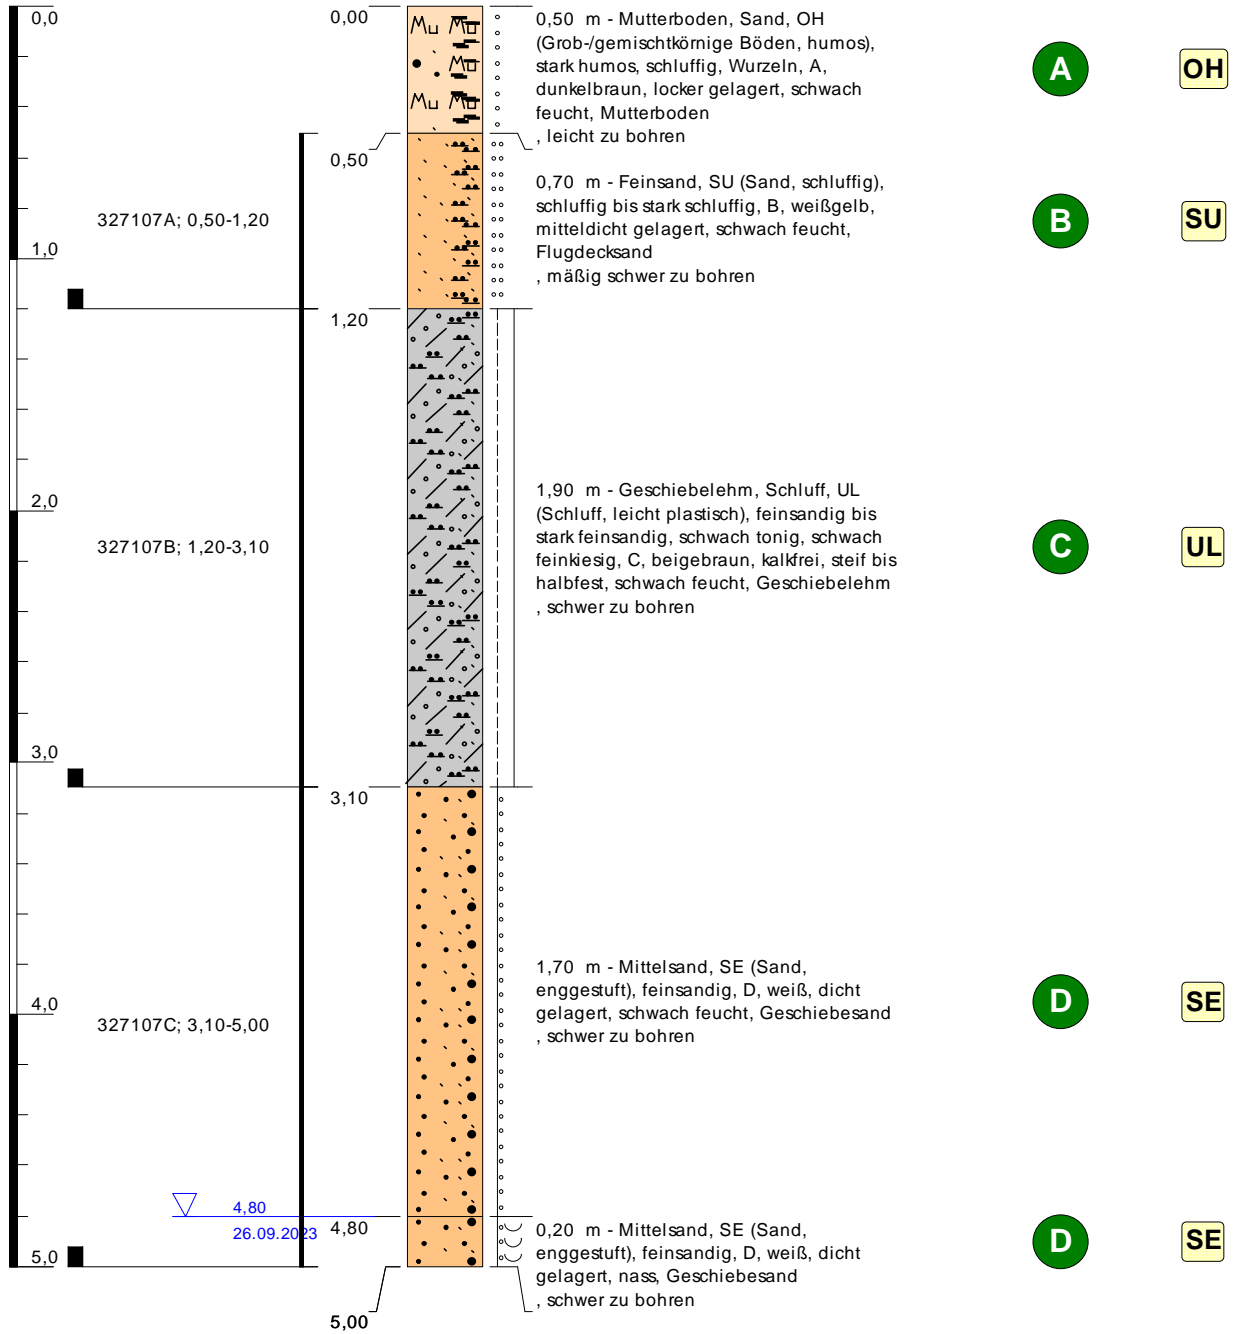 0,0
0,00
0,50 m - Mutterboden, Sand, OH
(Grob-/gemischtkörnige Böden, humos),
stark humos, schluffig, Wurzeln, A,
dunkelbraun, locker gelagert, schwach
feucht, Mutterboden
, leicht zu bohren
A
OH
Mu Mu
Mu
Mu Mu
0,50
327107A; 0,50-1,20
0,70 m - Feinsand, SU (Sand, schluffig),
schluffig bis stark schluffig, B, weißgelb,
mitteldicht gelagert, schwach feucht,
Flugdecksand
, mäßig schwer zu bohren
B
SU
1,0
1,20
2,0
327107B; 1,20-3,10
1,90 m - Geschiebelehm, Schluff, UL
(Schluff, leicht plastisch), feinsandig bis
stark feinsandig, schwach tonig, schwach
feinkiesig, C, beigebraun, kalkfrei, steif bis
halbfest, schwach feucht, Geschiebelehm
, schwer zu bohren
C
UL
3,0
3,10
4,0
327107C; 3,10-5,00
1,70 m - Mittelsand, SE (Sand,
enggestuft), feinsandig, D, weiß, dicht
gelagert, schwach feucht, Geschiebesand
, schwer zu bohren
D
SE
4,80
26.09.2023
4,80
0,20 m - Mittelsand, SE (Sand,
enggestuft), feinsandig, D, weiß, dicht
gelagert, nass, Geschiebesand
, schwer zu bohren
D
SE
5,0
5,00